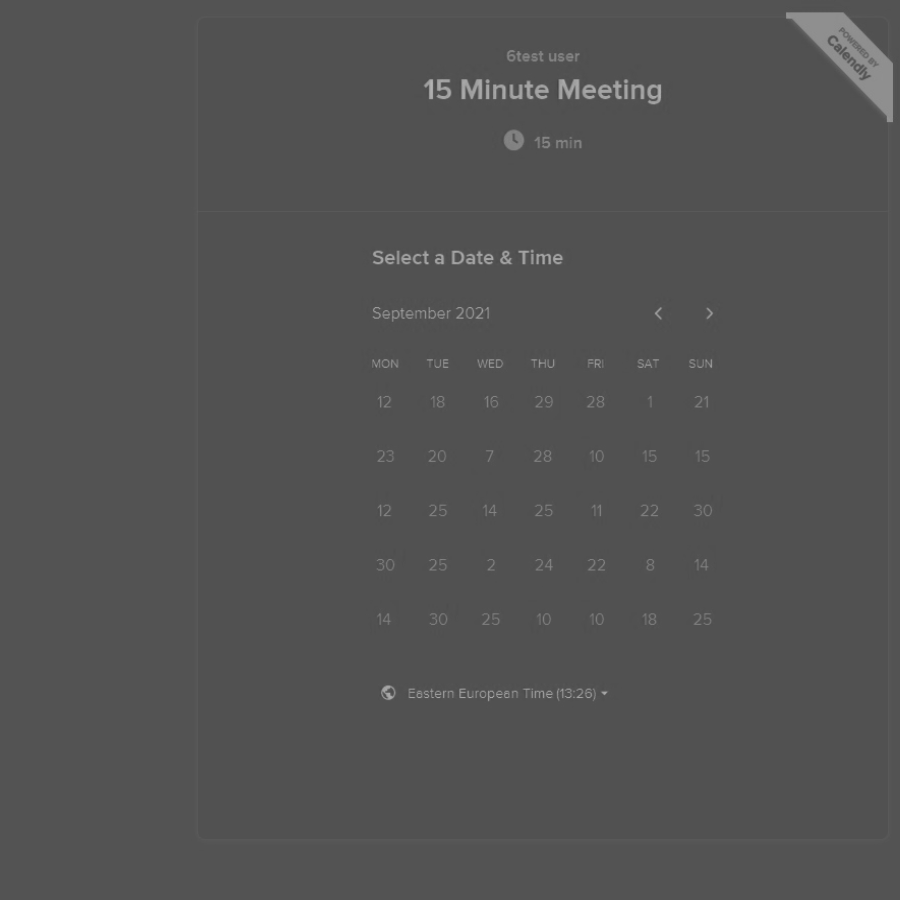 POWERED BY
Calendly
6test user
15 Minute Meeting
15 min
Select a Date & Time
September 2021
MON TUE WED THU FRI SAT SUN
12 18 16 29 28 1 21
23 20 7 28 10 15 15
12 25 14 25 11 22 30
30 25 2 24 22 8 14
14 30 25 10 10 18 25
Eastern European Time (13:26)